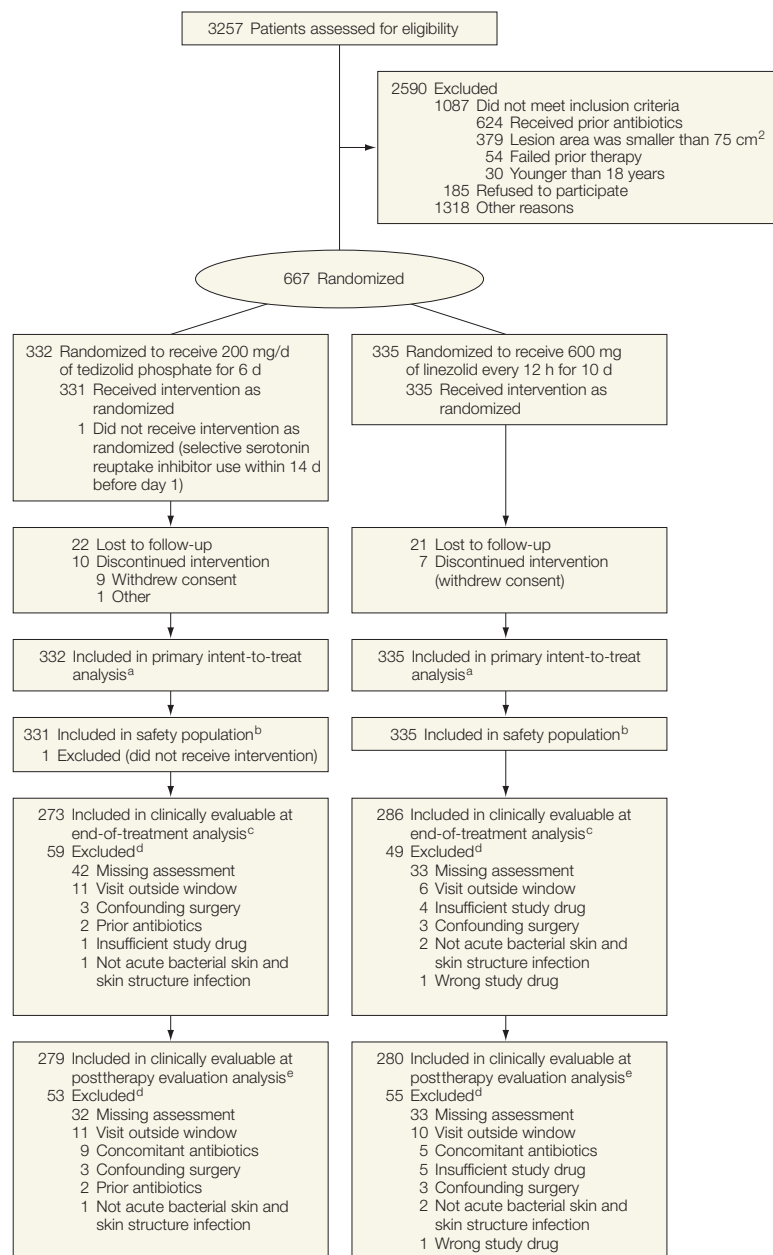 3257 Patients assessed for eligibility
2590 Excluded
1087 Did not meet inclusion criteria
624 Received prior antibiotics
379 Lesion area was smaller than 75 cm²
54 Failed prior therapy
30 Younger than 18 years
185 Refused to participate
1318 Other reasons
667 Randomized
332 Randomized to receive 200 mg/d
of tedizolid phosphate for 6 d
331 Received intervention as
randomized
1 Did not receive intervention as
randomized (selective serotonin
reuptake inhibitor use within 14 d
before day 1)
335 Randomized to receive 600 mg
of linezolid every 12 h for 10 d
335 Received intervention as
randomized
22 Lost to follow-up
10 Discontinued intervention
9 Withdrew consent
1 Other
21 Lost to follow-up
7 Discontinued intervention
(withdrew consent)
332 Included in primary intent-to-treat
analysisᵃ
335 Included in primary intent-to-treat
analysisᵃ
331 Included in safety populationᵇ
1 Excluded (did not receive intervention)
335 Included in safety populationᵇ
273 Included in clinically evaluable at
end-of-treatment analysisᶜ
59 Excludedᵈ
42 Missing assessment
11 Visit outside window
3 Confounding surgery
2 Prior antibiotics
1 Insufficient study drug
1 Not acute bacterial skin and
skin structure infection
286 Included in clinically evaluable at
end-of-treatment analysisᶜ
49 Excludedᵈ
33 Missing assessment
6 Visit outside window
4 Insufficient study drug
3 Confounding surgery
2 Not acute bacterial skin and
skin structure infection
1 Wrong study drug
279 Included in clinically evaluable at
posttherapy evaluation analysisᵉ
53 Excludedᵈ
32 Missing assessment
11 Visit outside window
9 Concomitant antibiotics
3 Confounding surgery
2 Prior antibiotics
1 Not acute bacterial skin and
skin structure infection
280 Included in clinically evaluable at
posttherapy evaluation analysisᵉ
55 Excludedᵈ
33 Missing assessment
10 Visit outside window
5 Concomitant antibiotics
5 Insufficient study drug
3 Confounding surgery
2 Not acute bacterial skin and
skin structure infection
1 Wrong study drug